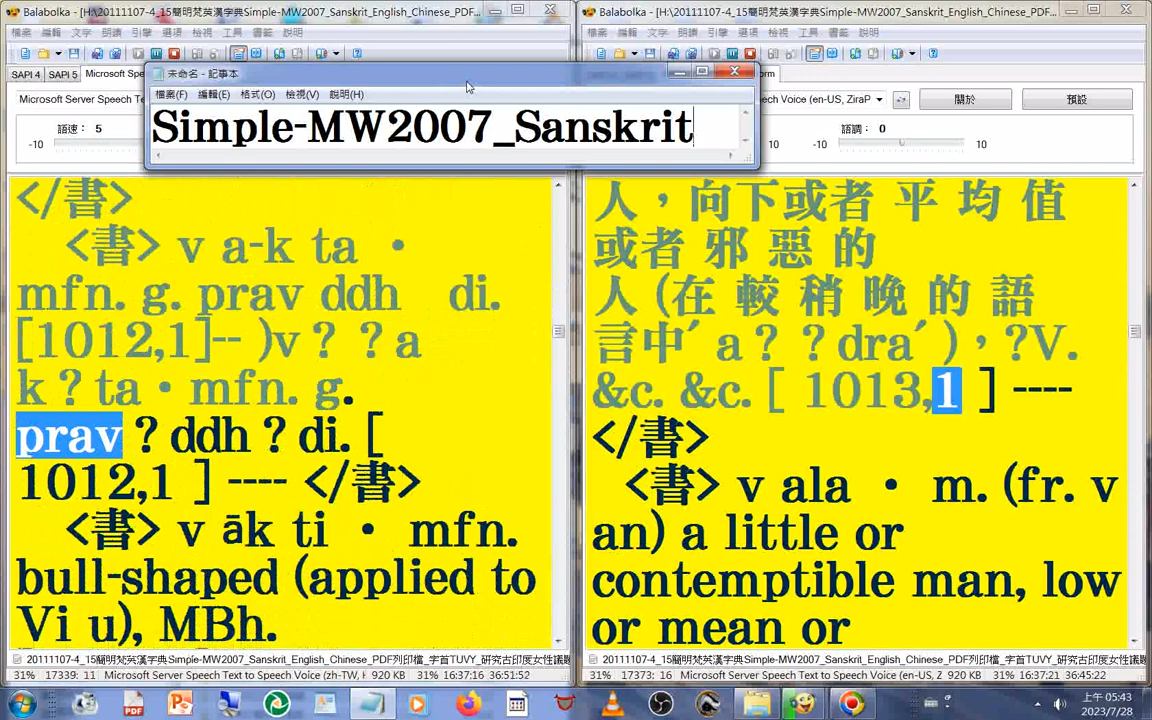 Balabolka - [H:\20111107-4_15簡明梵英漢字典Simple-MW2007_Sanskrit_English_Chinese_PDF...
檔案 編輯 文字 朗讀 引擎 選項 檢視 工具 書籤 說明
SAPI 4 SAPI 5 Microsoft Spe
Microsoft Server Speech Text
語速： 5
-10
未命名 - 記事本
檔案(F) 編輯(E) 格式(O) 檢視(V) 說明(H)
Simple-MW2007_Sanskrit
</書>
<書> v a-k ta •
mfn. g. prav ddh di.
[1012,1]-- )v ? ? a
k ? ta • mfn. g.
prav ? ddh ? di. [
1012,1 ] ---- </書>
<書> v āk ti • mfn.
bull-shaped (applied to
Vi u), MBh.
20111107-4_15簡明梵英漢字典Simple-MW2007_Sanskrit_English_Chinese_PDF列印檔_字首TUVY_研究古印度女性議題
31% 17339: 11 Microsoft Server Speech Text to Speech Voice (zh-TW, 920 KB 31% 16:37:21 36:51:52
Balabolka - [H:\20111107-4_15簡明梵英漢字典Simple-MW2007_Sanskrit_English_Chinese_PDF...
檔案 編輯 文字 朗讀 引擎 選項 檢視 工具 書籤 說明
orm
ech Voice (en-US, ZiraP 關於 預設
語調： 0
10 -10 10
人，向下或者 平 均 值
或者 邪 惡 的
人 (在 較 稍 晚 的 語
言中ˊ a ? ? draˊ )，?V.
&c. &c. [ 1013,1 ] ----
</書>
<書> v ala • m. (fr. v
an) a little or
contemptible man, low
or mean or
20111107-4_15簡明梵英漢字典Simple-MW2007_Sanskrit_English_Chinese_PDF列印檔_字首TUVY_研究古印度女性議題
31% 17373: 16 Microsoft Server Speech Text to Speech Voice (en-US, 920 KB 31% 16:37:21 36:45:22
上午 05:43
2023/7/28